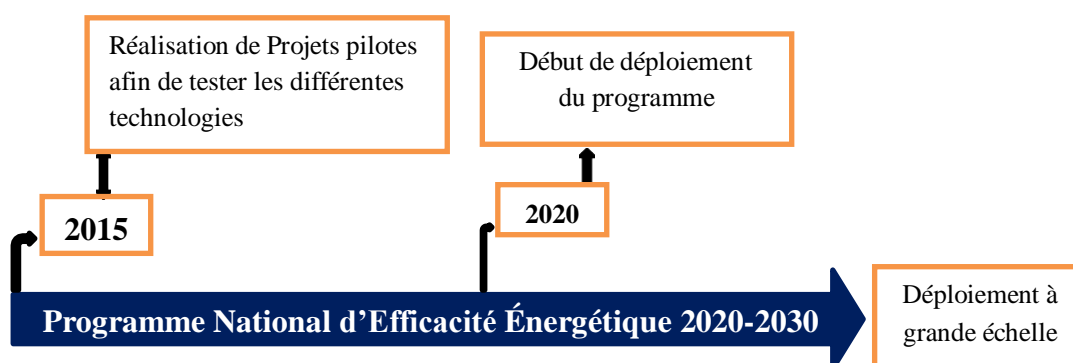 Réalisation de Projets pilotes
afin de tester les différentes
technologies
Début de déploiement
du programme
2015
2020
Programme National d’Efficacité Énergétique 2020-2030
Déploiement à
grande échelle